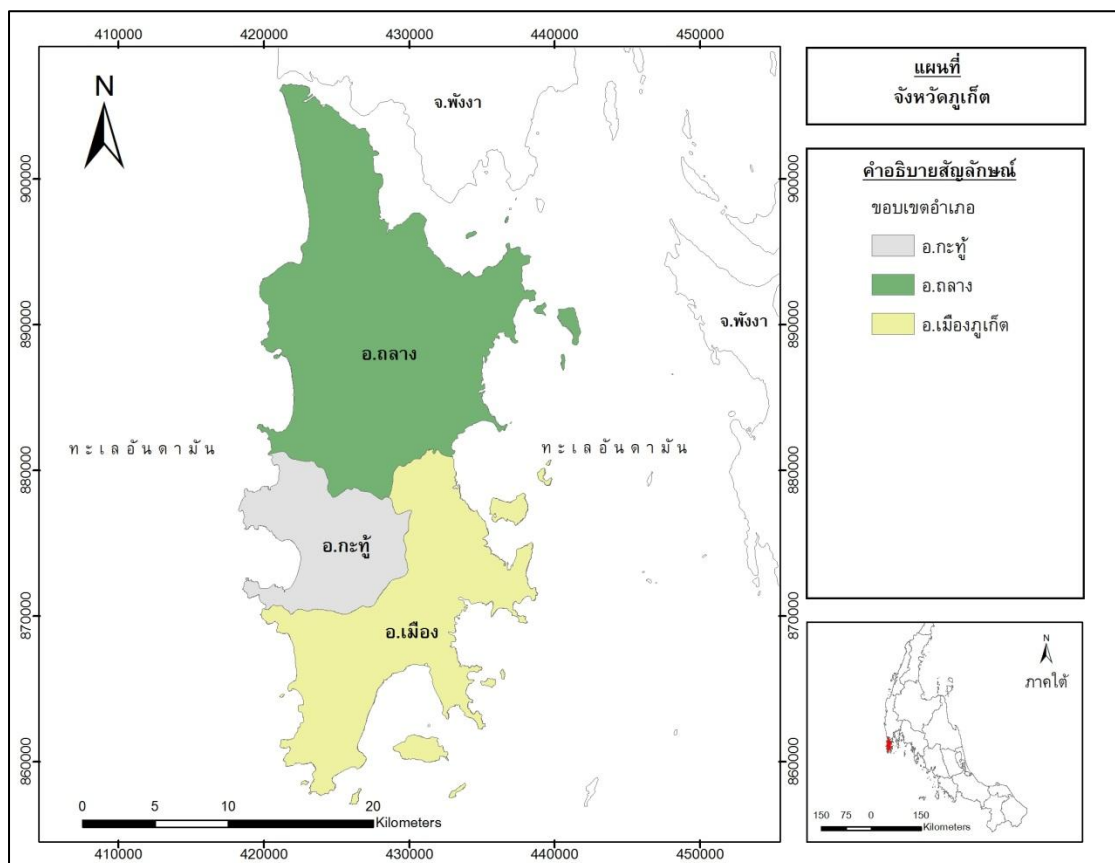 410000 420000 430000 440000 450000
N
จ.พังงา
แผนที่
จังหวัดภูเก็ต
คำอธิบายสัญลักษณ์
ขอบเขตอำเภอ
อ.กะทู้
อ.ถลาง
อ.เมืองภูเก็ต
900000
900000
890000
890000
จ.พังงา
อ.ถลาง
ทะเลอันดามัน
ทะเลอันดามัน
880000
880000
อ.กะทู้
870000
870000
อ.เมือง
860000
860000
0 5 10 20
Kilometers
410000 420000 430000 440000 450000
N
ภาคใต้
150 75 0 150
Kilometers